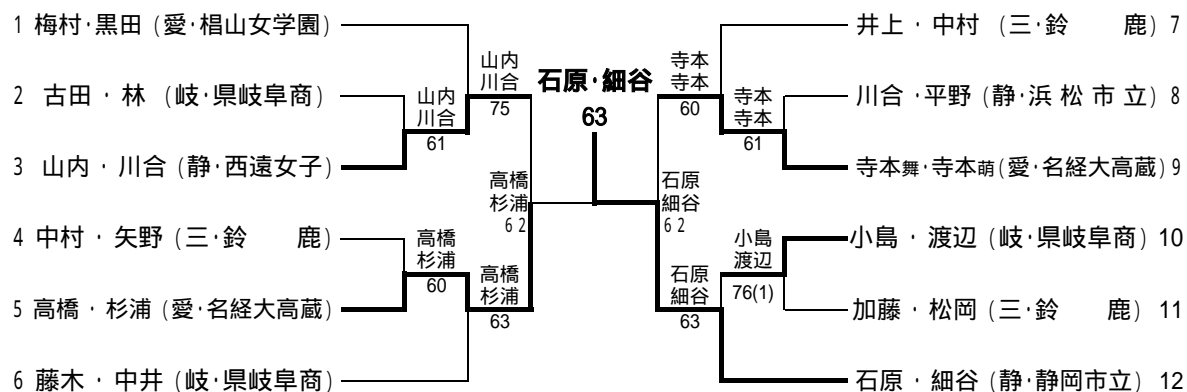 1 梅村･黒田 (愛･椙山女学園)
2 古田 ･ 林 (岐･県岐阜商)
3 山内 ･ 川合 (静･西遠女子)
4 中村 ･ 矢野 (三･鈴　　鹿)
5 高橋 ･ 杉浦 (愛･名経大高蔵)
6 藤木 ･ 中井 (岐･県岐阜商)
山内
川合
61
高橋
杉浦
60
山内
川合
75
高橋
杉浦
63
高橋
杉浦
62
石原･細谷
63
石原
細谷
62
寺本
寺本
60
石原
細谷
63
寺本
寺本
61
小島
渡辺
76(1)
井上 ･ 中村 (三･鈴　　鹿) 7
川合 ･平野 (静･浜松市立) 8
寺本舞･寺本萌(愛･名経大高蔵) 9
小島 ･ 渡辺 (岐･県岐阜商) 10
加藤 ･ 松岡 (三･鈴　　鹿) 11
石原 ･ 細谷 (静･静岡市立) 12